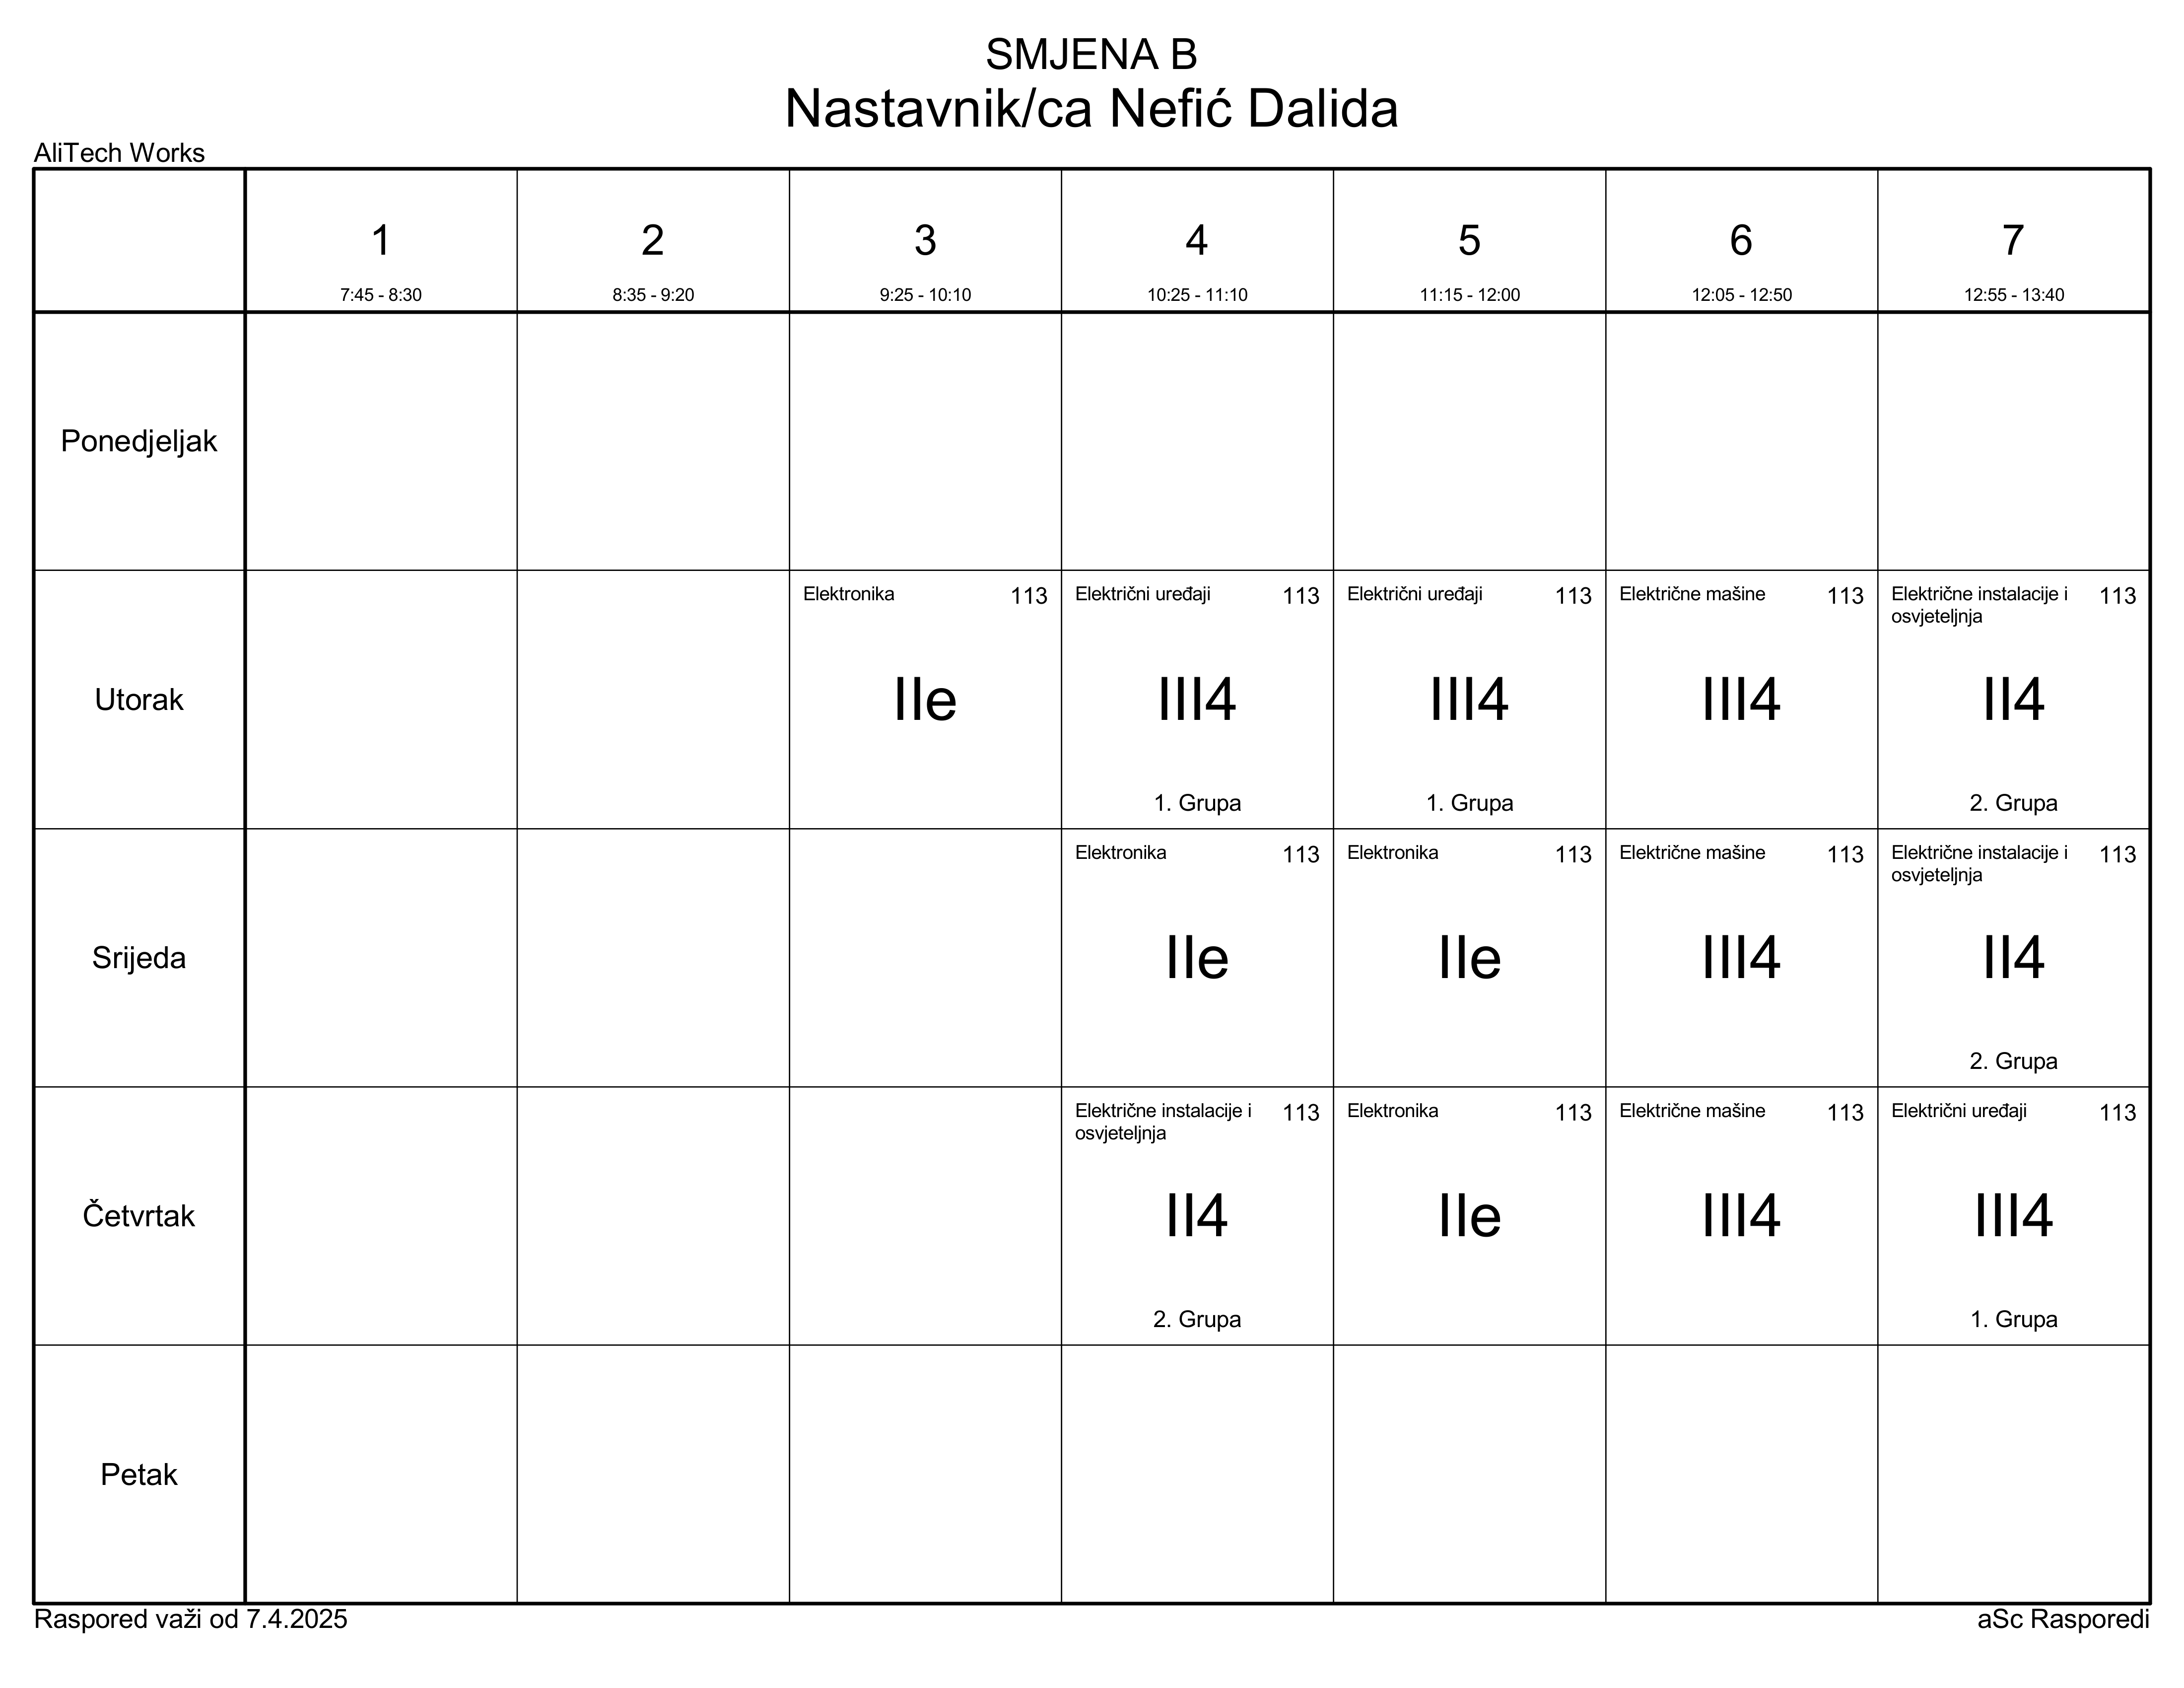 SMJENA B
Nastavnik/ca Nefić Dalida
AliTech Works
1
2
3
4
5
6
7
7:45 - 8:30
8:35 - 9:20
9:25 - 10:10
10:25 - 11:10
11:15 - 12:00
12:05 - 12:50
12:55 - 13:40
Ponedjeljak
Utorak
Elektronika 113
IIe
Električni uređaji 113
III4
1. Grupa
Električni uređaji 113
III4
1. Grupa
Električne mašine 113
III4
Električne instalacije i 113
osvjeteljnja
II4
2. Grupa
Srijeda
Elektronika 113
IIe
Elektronika 113
IIe
Električne mašine 113
III4
Električne instalacije i 113
osvjeteljnja
II4
2. Grupa
Četvrtak
Električne instalacije i 113
osvjeteljnja
II4
2. Grupa
Elektronika 113
IIe
Električne mašine 113
III4
Električni uređaji 113
III4
1. Grupa
Petak
Raspored važi od 7.4.2025
aSc Rasporedi